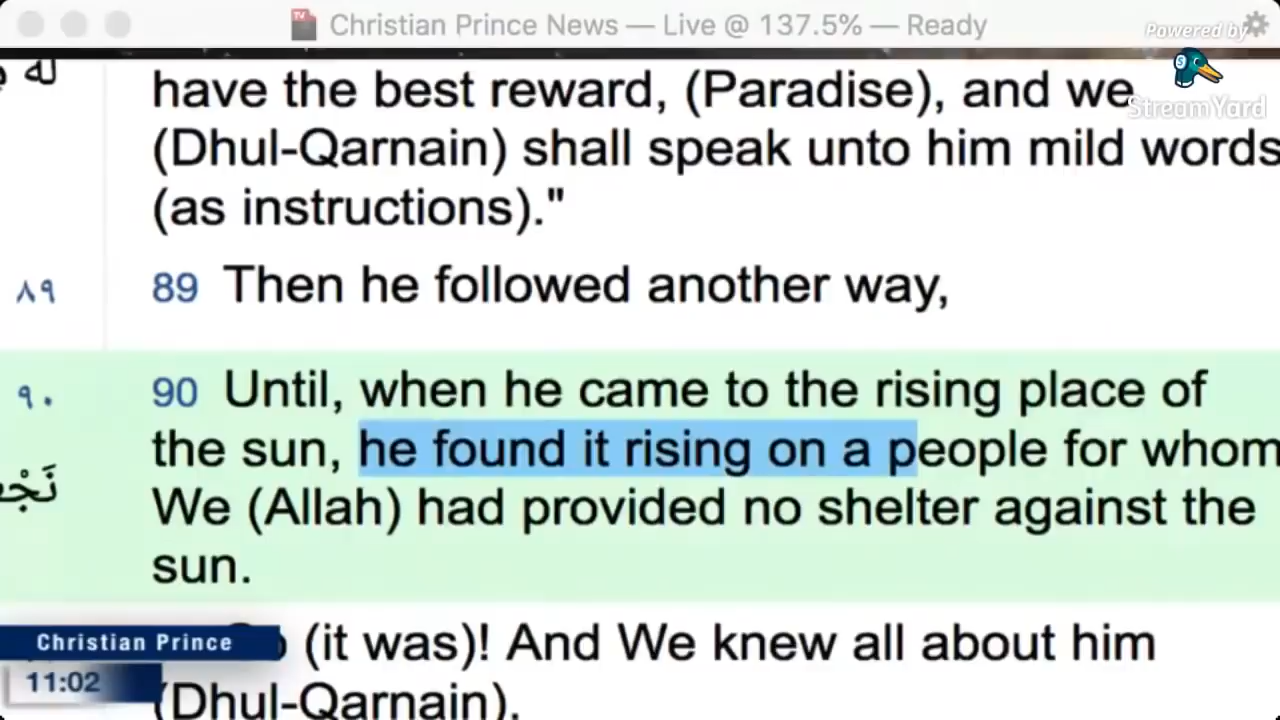 Christian Prince News — Live @ 137.5% — Ready
Powered by
StreamYard
له
have the best reward, (Paradise), and we
(Dhul-Qarnain) shall speak unto him mild words
(as instructions)."
٨٩
89 Then he followed another way,
٩٠
90 Until, when he came to the rising place of
the sun, he found it rising on a people for whom
We (Allah) had provided no shelter against the
sun.
(it was)! And We knew all about him
(Dhul-Qarnain).
Christian Prince
11:02